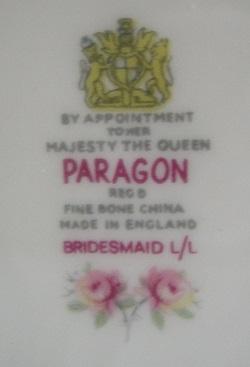 BY APPOINTMENT
TO HER
MAJESTY THE QUEEN
PARAGON
REG'D
FINE BONE CHINA
MADE IN ENGLAND
BRIDESMAID L/L